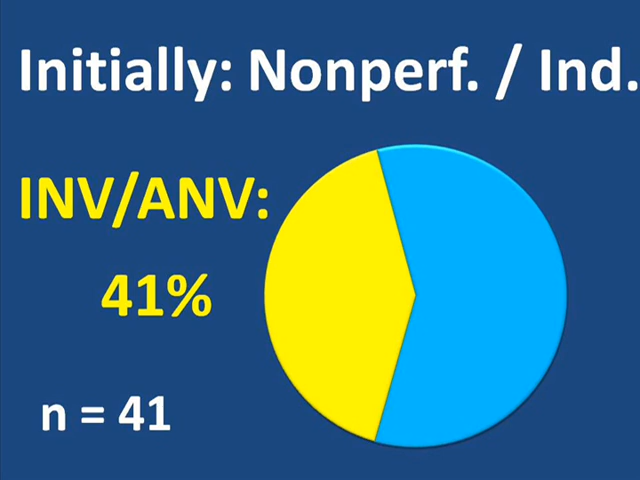 Initially: Nonperf. / Ind.
INV/ANV:
41%
n = 41